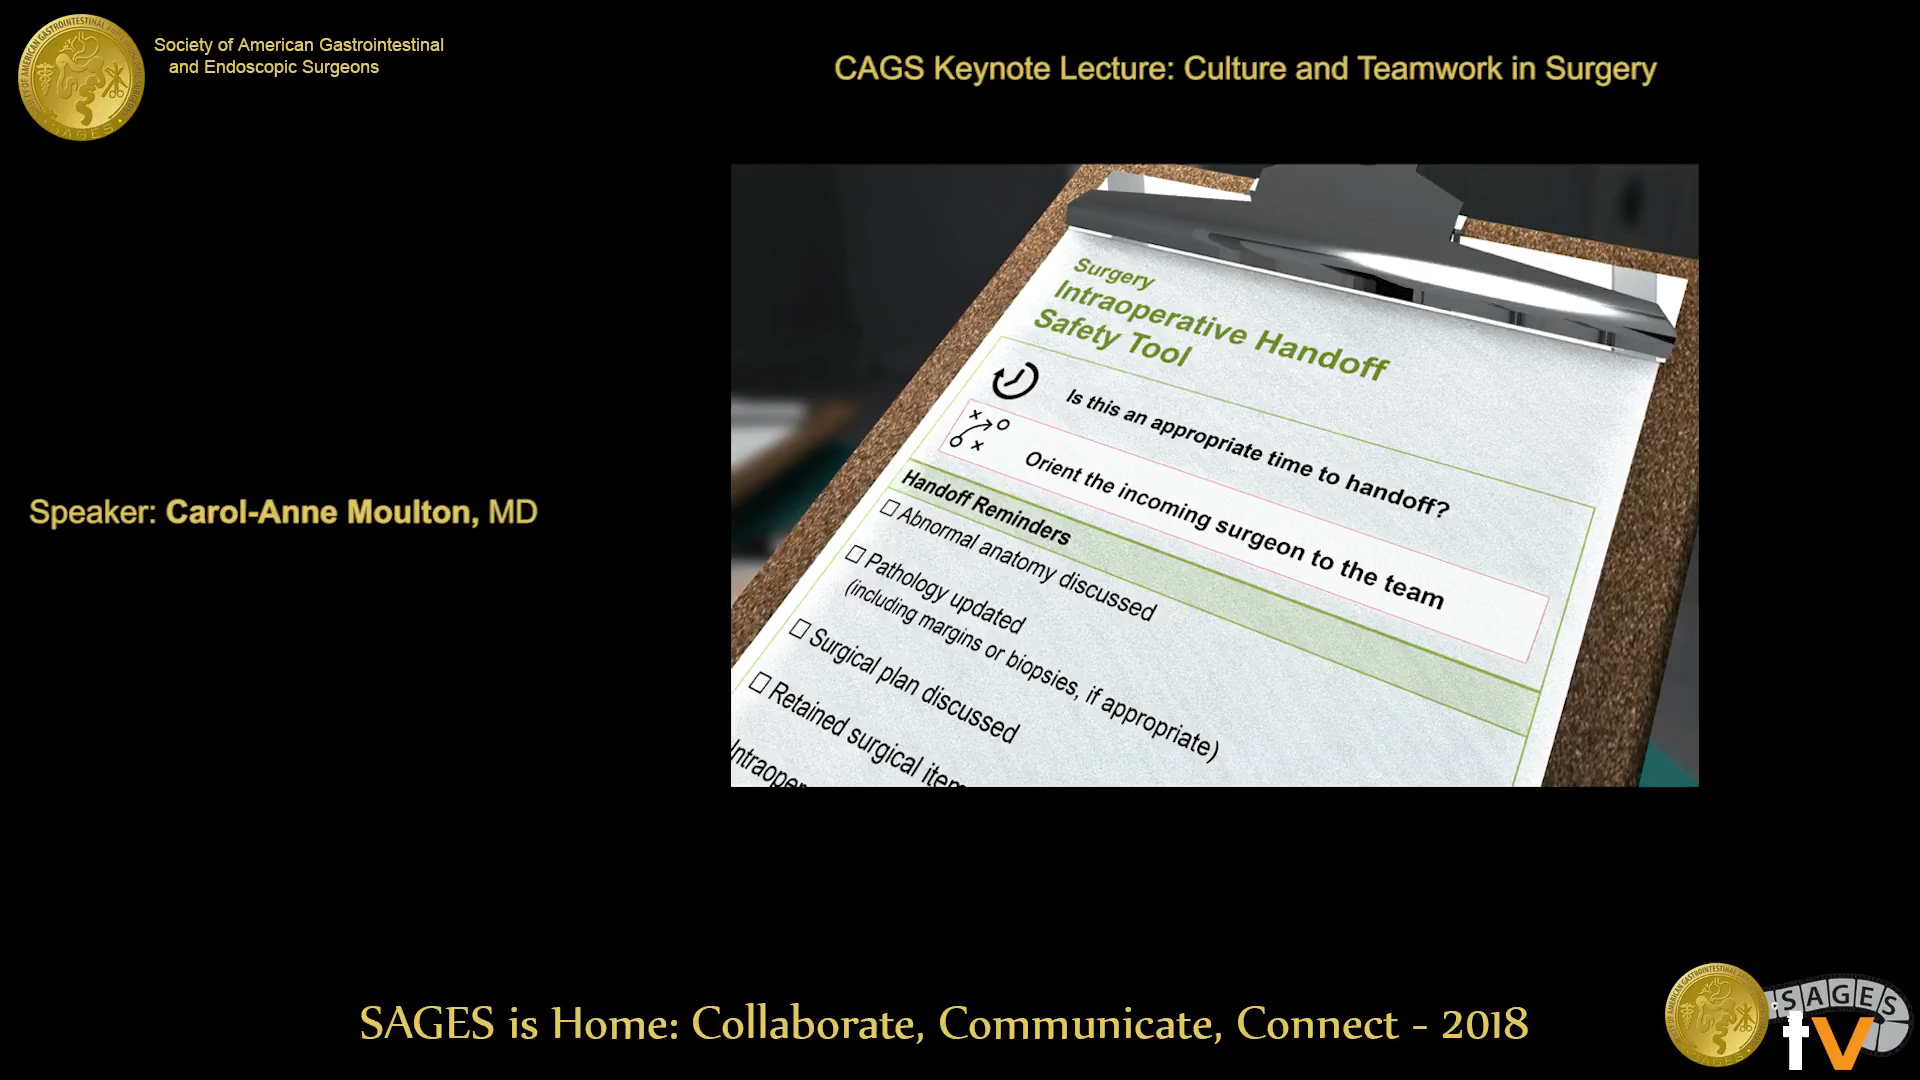 Society of American Gastrointestinal
and Endoscopic Surgeons
CAGS Keynote Lecture: Culture and Teamwork in Surgery
Speaker: Carol-Anne Moulton, MD
Surgery
Intraoperative Handoff
Safety Tool
Is this an appropriate time to handoff?
Orient the incoming surgeon to the team
Handoff Reminders
Abnormal anatomy discussed
Pathology updated
(including margins or biopsies, if appropriate)
Surgical plan discussed
Retained surgical
SAGES is Home: Collaborate, Communicate, Connect - 2018
SAGES
tv